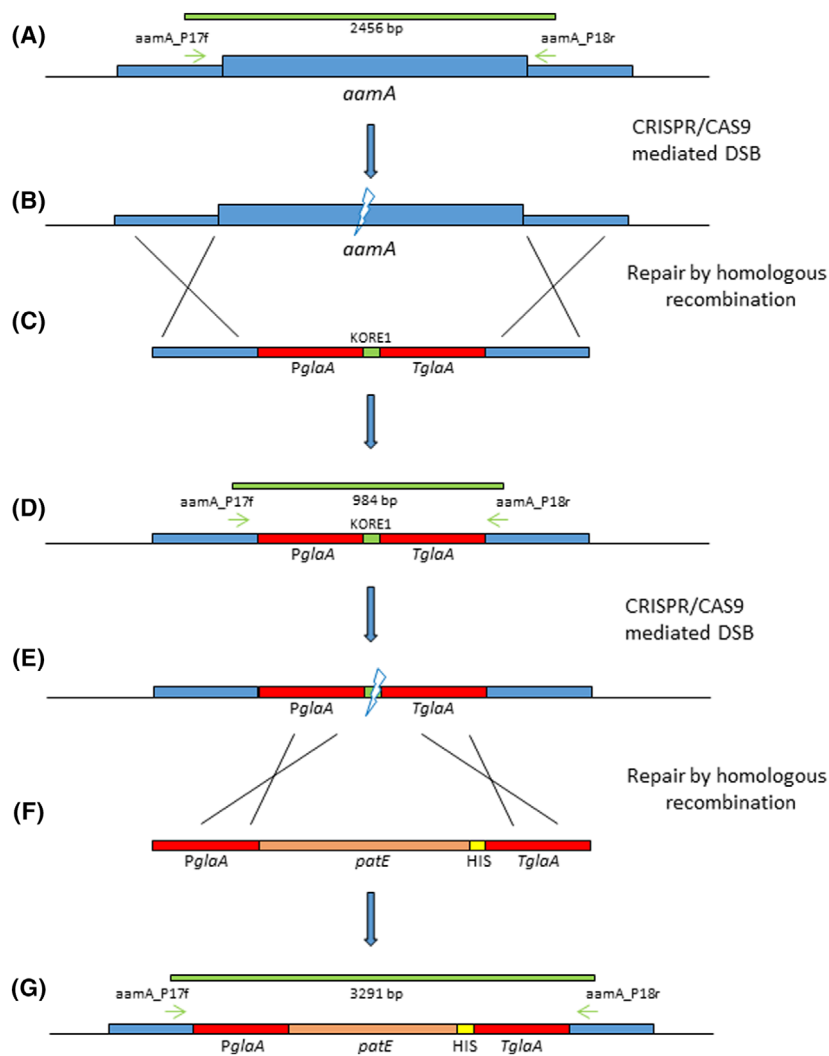 (A)
2456 bp
aamA_P17f
aamA_P18r
aamA
CRISPR/CAS9
mediated DSB
(B)
aamA
Repair by homologous
recombination
(C)
KORE1
PglaA
TglaA
(D)
aamA_P17f
984 bp
aamA_P18r
KORE1
PglaA
TglaA
CRISPR/CAS9
mediated DSB
(E)
PglaA
TglaA
Repair by homologous
recombination
(F)
PglaA
patE
HIS
TglaA
(G)
aamA_P17f
3291 bp
aamA_P18r
PglaA
patE
HIS
TglaA